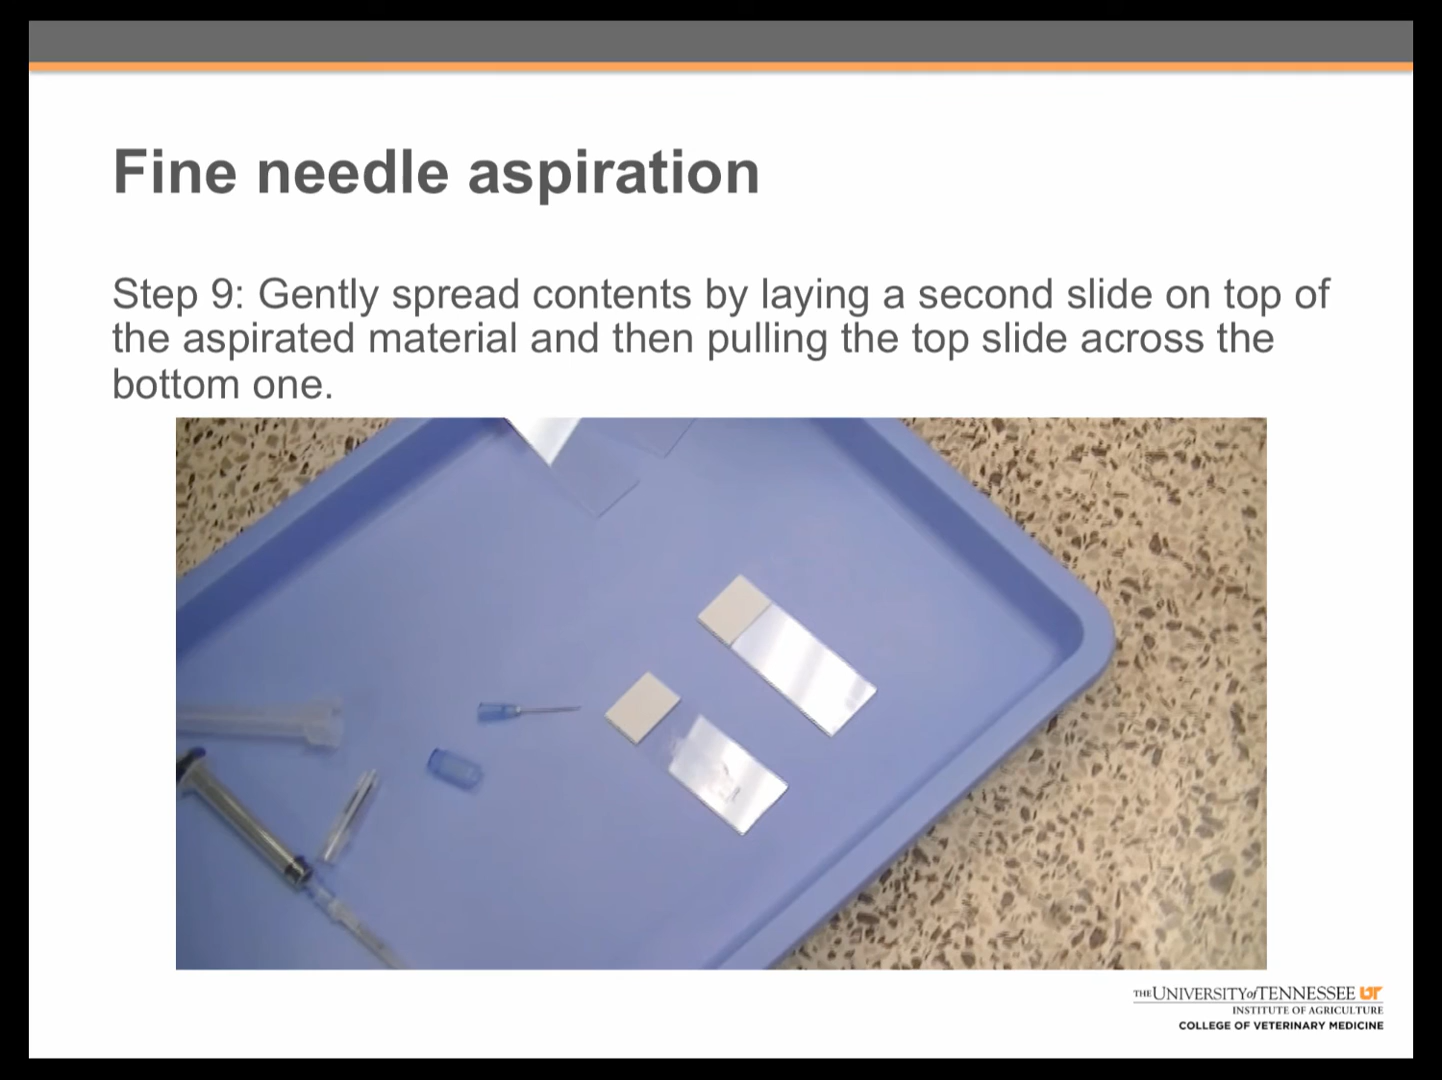 Fine needle aspiration
Step 9: Gently spread contents by laying a second slide on top of
the aspirated material and then pulling the top slide across the
bottom one.
THE UNIVERSITY of TENNESSEE UT
INSTITUTE OF AGRICULTURE
COLLEGE OF VETERINARY MEDICINE